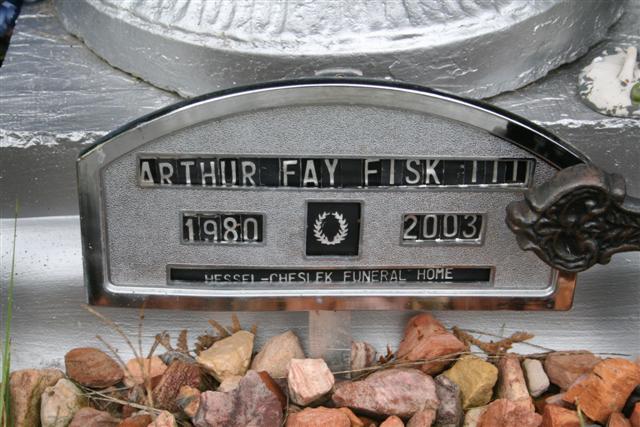 ARTHUR FAY FISK III
1980 2003
HESSEL-CHESLEK FUNERAL HOME